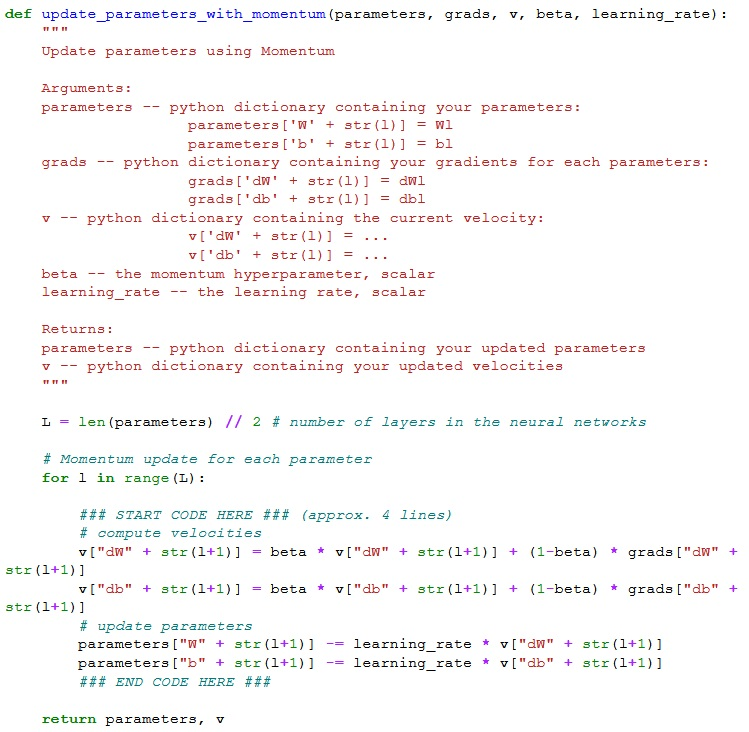 def update_parameters_with_momentum(parameters, grads, v, beta, learning_rate):
    """
    Update parameters using Momentum

    Arguments:
    parameters -- python dictionary containing your parameters:
                    parameters['W' + str(l)] = Wl
                    parameters['b' + str(l)] = bl
    grads -- python dictionary containing your gradients for each parameters:
                    grads['dW' + str(l)] = dWl
                    grads['db' + str(l)] = dbl
    v -- python dictionary containing the current velocity:
                    v['dW' + str(l)] = ...
                    v['db' + str(l)] = ...
    beta -- the momentum hyperparameter, scalar
    learning_rate -- the learning rate, scalar

    Returns:
    parameters -- python dictionary containing your updated parameters
    v -- python dictionary containing your updated velocities
    """

    L = len(parameters) // 2 # number of layers in the neural networks

    # Momentum update for each parameter
    for l in range(L):

        ### START CODE HERE ### (approx. 4 lines)
        # compute velocities
        v["dW" + str(l+1)] = beta * v["dW" + str(l+1)] + (1-beta) * grads["dW" +
str(l+1)]
        v["db" + str(l+1)] = beta * v["db" + str(l+1)] + (1-beta) * grads["db" +
str(l+1)]
        # update parameters
        parameters["W" + str(l+1)] -= learning_rate * v["dW" + str(l+1)]
        parameters["b" + str(l+1)] -= learning_rate * v["db" + str(l+1)]
        ### END CODE HERE ###

    return parameters, v